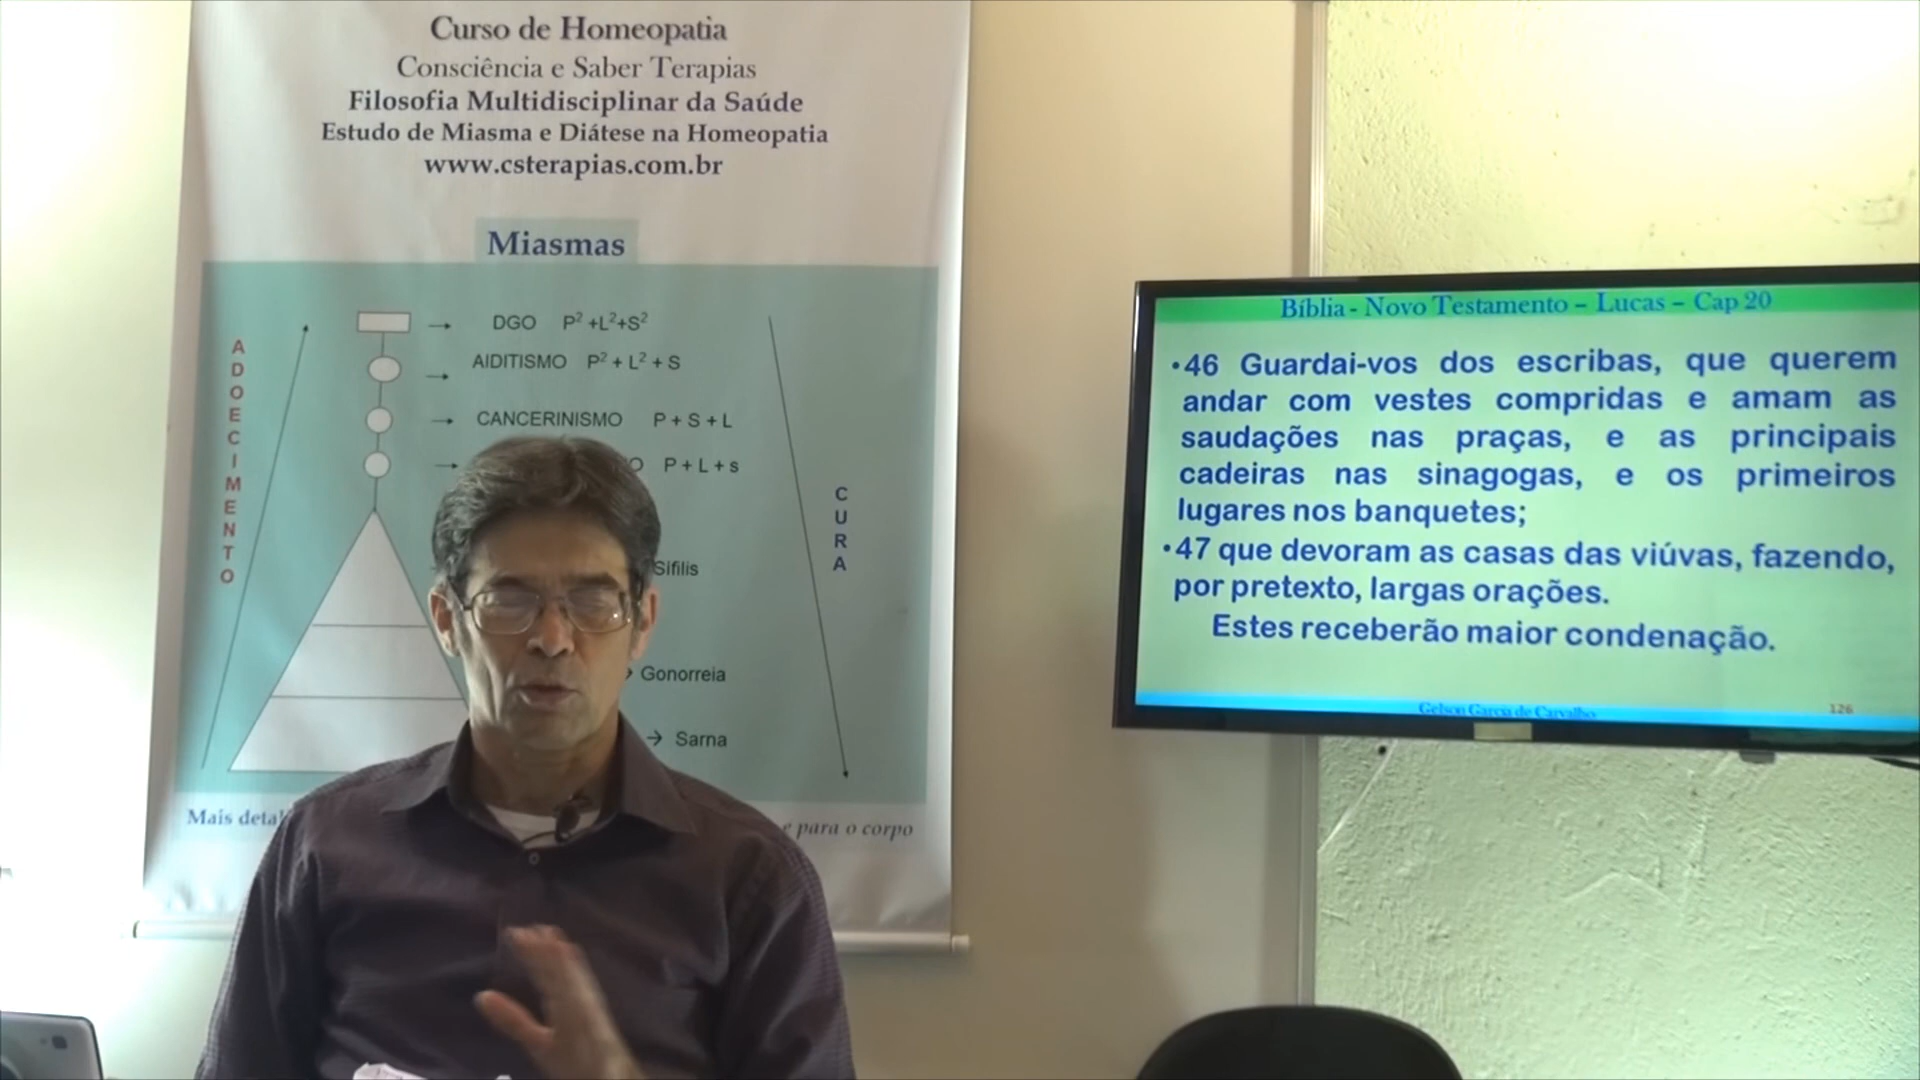 Curso de Homeopatia
Consciência e Saber Terapias
Filosofia Multidisciplinar da Saúde
Estudo de Miasma e Diátese na Homeopatia
www.csterapias.com.br
Miasmas
ADOECIMENTO
DGO P² +L²+S²
AIDITISMO P² + L² + S
CANCERINISMO P + S + L
O P + L + s
Sífilis
Gonorreia
Sarna
CURA
Mais
e para o corpo
Bíblia - Novo Testamento – Lucas – Cap 20
•46 Guardai-vos dos escribas, que querem
andar com vestes compridas e amam as
saudações nas praças, e as principais
cadeiras nas sinagogas, e os primeiros
lugares nos banquetes;
•47 que devoram as casas das viúvas, fazendo,
por pretexto, largas orações.
Estes receberão maior condenação.
Gelson Garcia de Carvalho
126